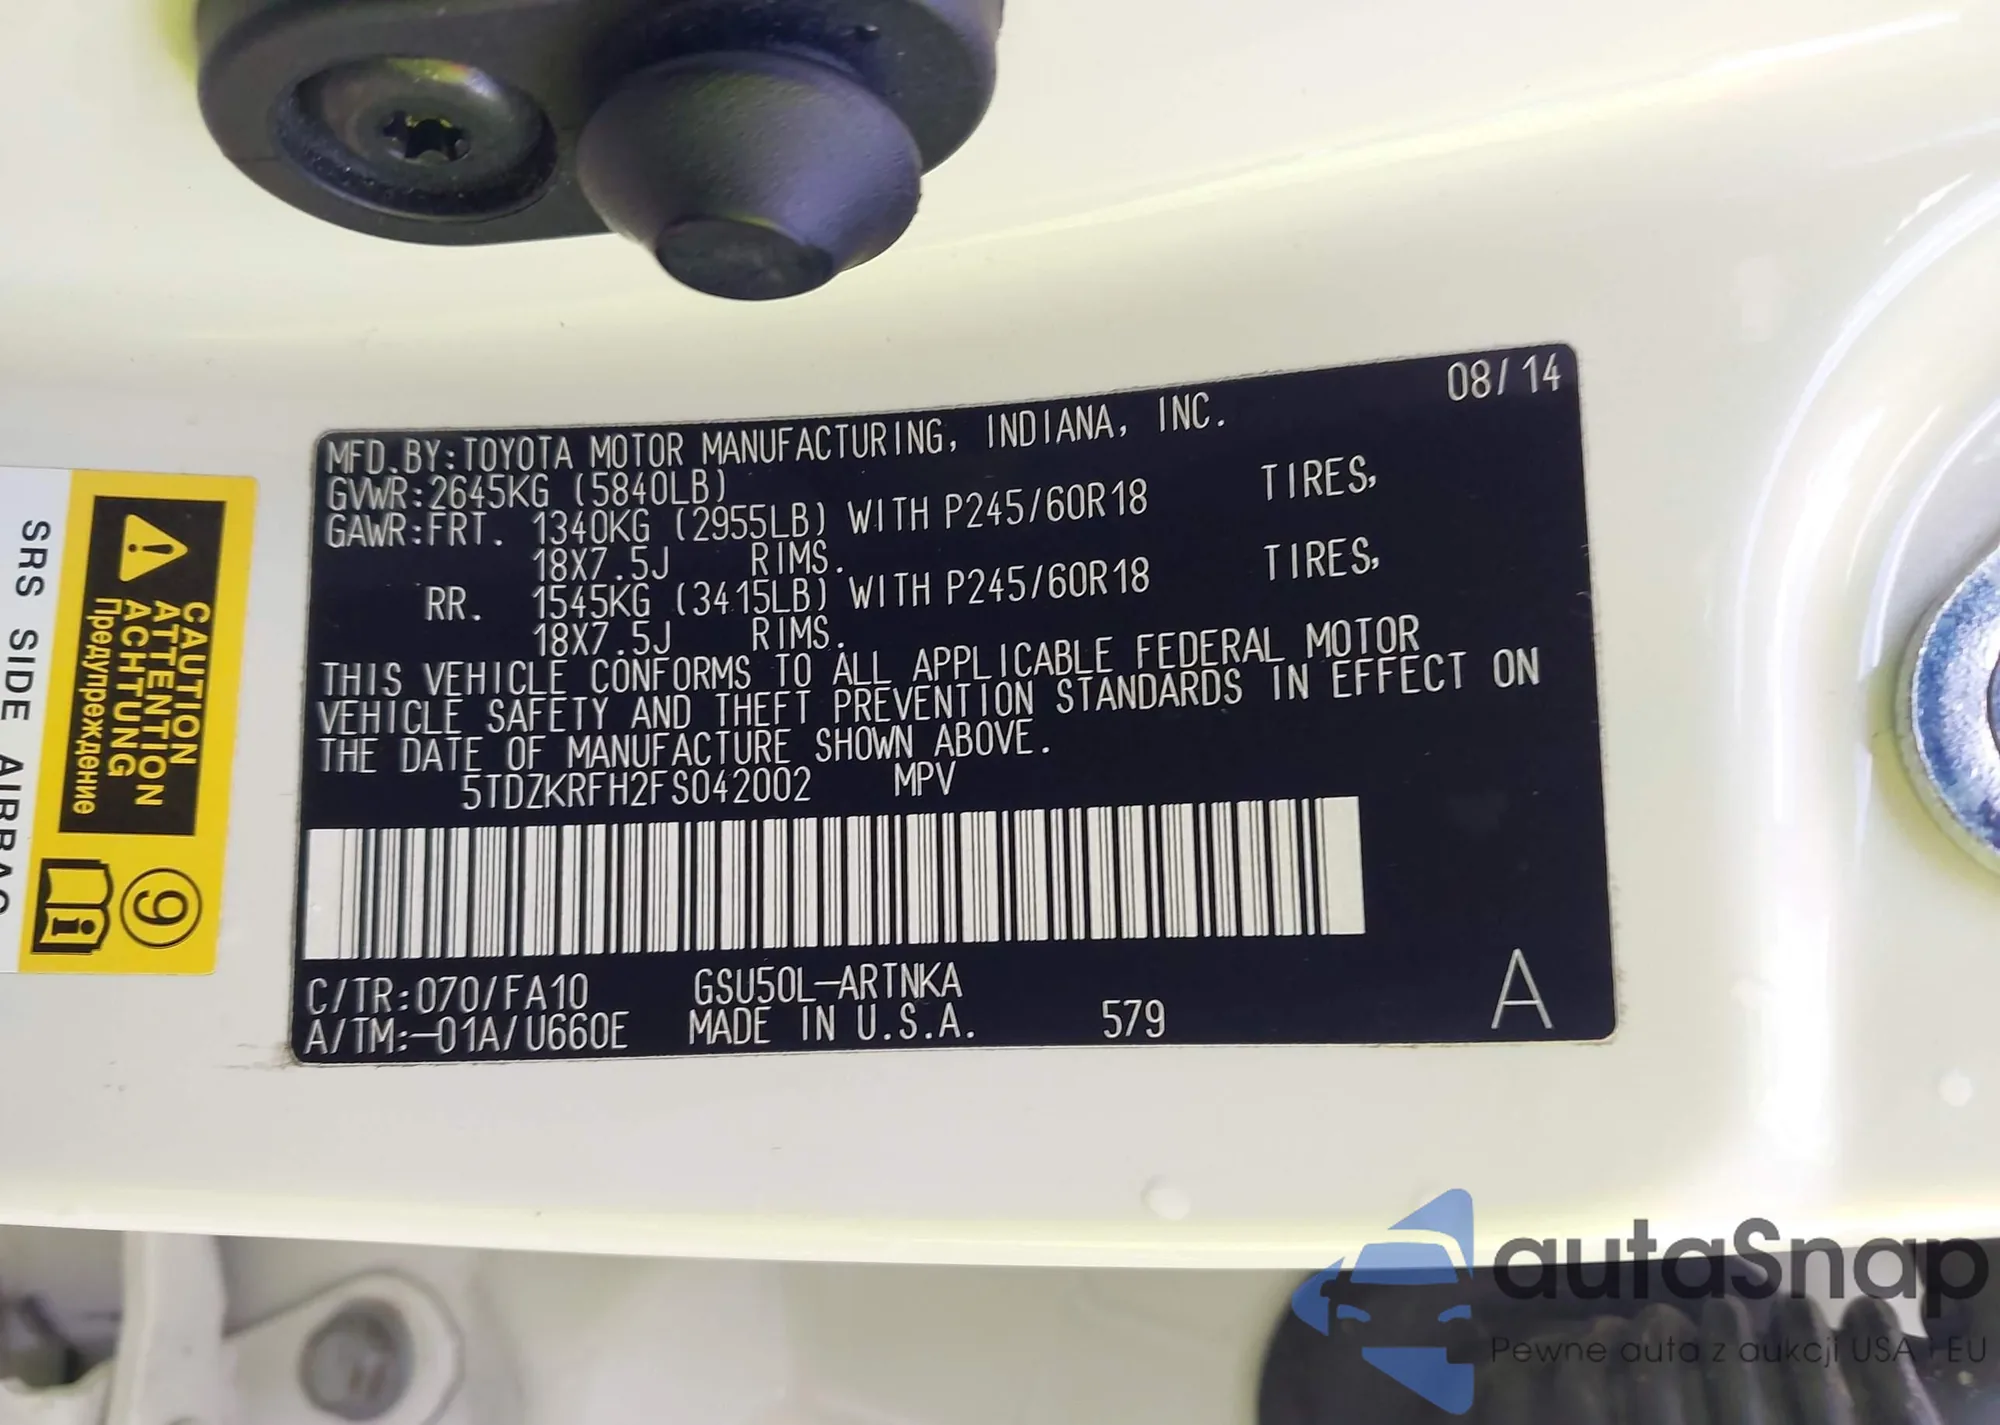 08/14
MFD.BY:TOYOTA MOTOR MANUFACTURING, INDIANA, INC.
GVWR:2645KG (5840LB)
GAWR:FRT. 1340KG (2955LB) WITH P245/60R18 TIRES,
18X7.5J RIMS.
RR. 1545KG (3415LB) WITH P245/60R18 TIRES,
18X7.5J RIMS.
THIS VEHICLE CONFORMS TO ALL APPLICABLE FEDERAL MOTOR
VEHICLE SAFETY AND THEFT PREVENTION STANDARDS IN EFFECT ON
THE DATE OF MANUFACTURE SHOWN ABOVE.
5TDZKRFH2FS042002 MPV
C/TR:070/FA10 GSU50L-ARTNKA
A/TM:-01A/U660E MADE IN U.S.A. 579 A
CAUTION
ATTENTION
ACHTUNG
Предупреждение
9
SRS SIDE AIRBAG
autaSnap
Pewne auta z aukcji USA i EU